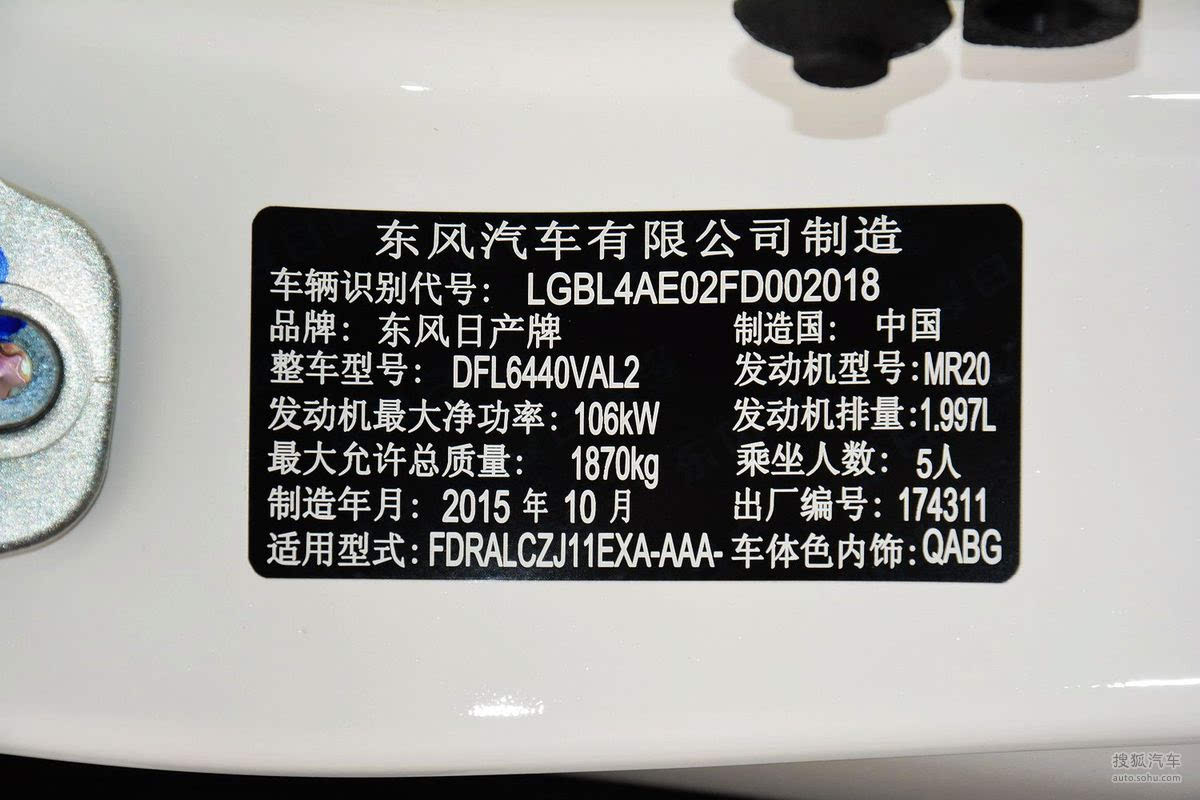 东风汽车有限公司制造
车辆识别代号： LGBL4AE02FD002018
品牌： 东风日产牌 制造国： 中国
整车型号： DFL6440VAL2 发动机型号:MR20
发动机最大净功率: 106kW 发动机排量:1.997L
最大允许总质量： 1870kg 乘坐人数： 5人
制造年月： 2015 年 10 月 出厂编号: 174311
适用型式: FDRALCZJ11EXA-AAA- 车体色内饰:QABG
搜狐汽车
auto.sohu.com